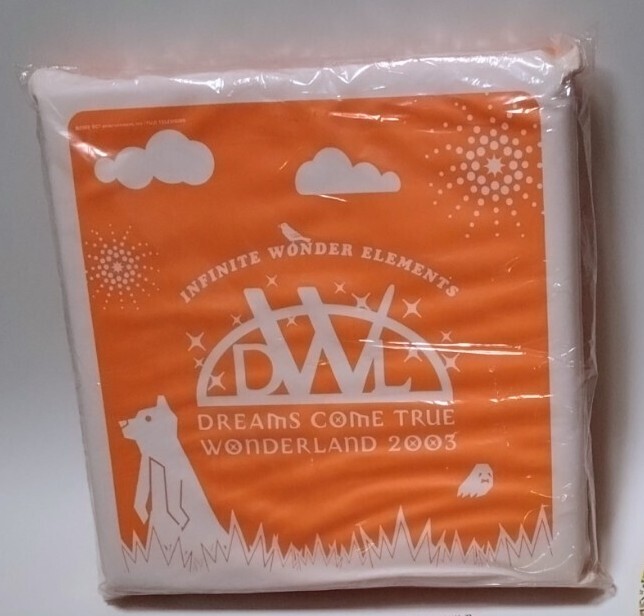 INFINITE WONDER ELEMENTS
DWL
DREAMS COME TRUE
WONDERLAND 2003